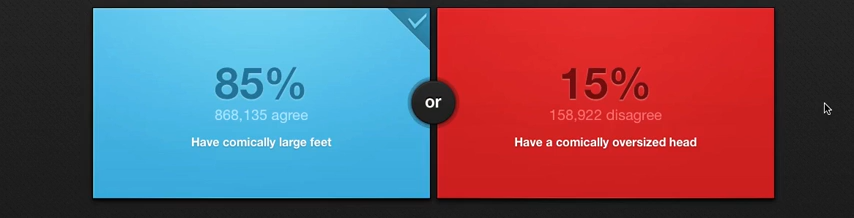 85%
868,135 agree
Have comically large feet
or
15%
158,922 disagree
Have a comically oversized head